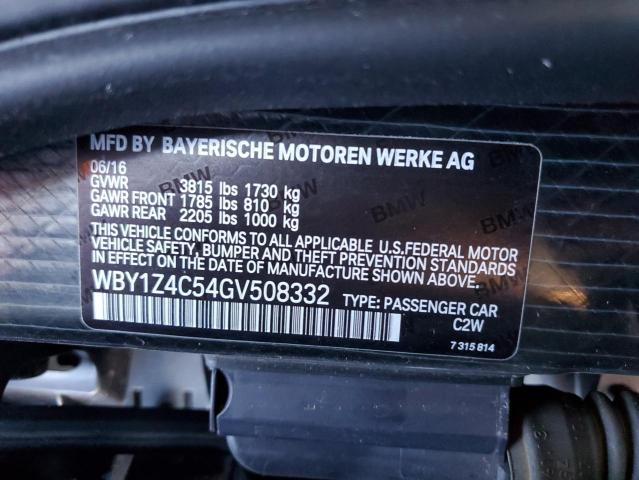 MFD BY BAYERISCHE MOTOREN WERKE AG
06/16
GVWR 3815 lbs 1730 kg
GAWR FRONT 1785 lbs 810 kg
GAWR REAR 2205 lbs 1000 kg
THIS VEHICLE CONFORMS TO ALL APPLICABLE U.S.FEDERAL MOTOR
VEHICLE SAFETY, BUMPER AND THEFT PREVENTION STANDARDS
IN EFFECT ON THE DATE OF MANUFACTURE SHOWN ABOVE.
WBY1Z4C54GV508332 TYPE: PASSENGER CAR
C2W
7 315 814